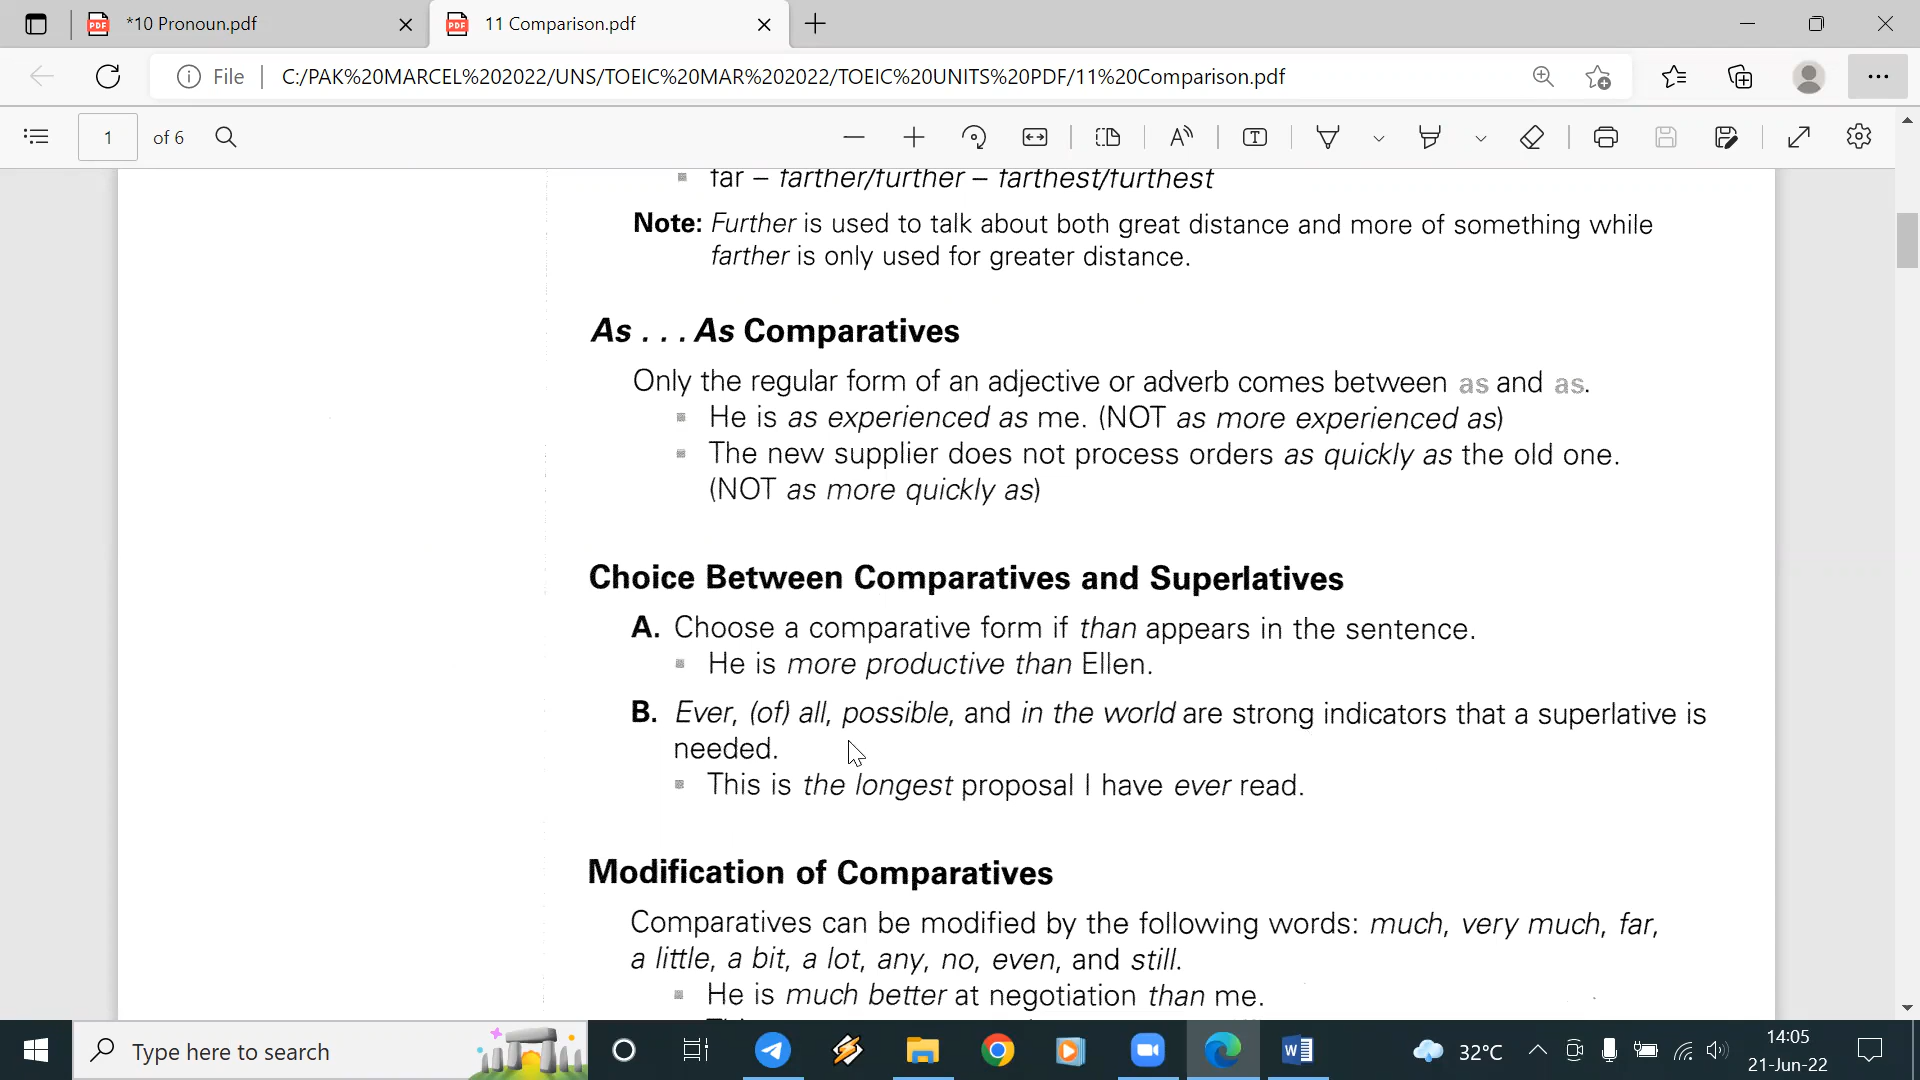 *10 Pronoun.pdf
11 Comparison.pdf
File
C:/PAK%20MARCEL%202022/UNS/TOEIC%20MAR%202022/TOEIC%20UNITS%20PDF/11%20Comparison.pdf
1 of 6
far – farther/further – farthest/furthest
Note: Further is used to talk about both great distance and more of something while
farther is only used for greater distance.
As . . . As Comparatives
Only the regular form of an adjective or adverb comes between as and as.
He is as experienced as me. (NOT as more experienced as)
The new supplier does not process orders as quickly as the old one.
(NOT as more quickly as)
Choice Between Comparatives and Superlatives
A. Choose a comparative form if than appears in the sentence.
He is more productive than Ellen.
B. Ever, (of) all, possible, and in the world are strong indicators that a superlative is
needed.
This is the longest proposal I have ever read.
Modification of Comparatives
Comparatives can be modified by the following words: much, very much, far,
a little, a bit, a lot, any, no, even, and still.
He is much better at negotiation than me.
Type here to search
32°C
14:05
21-Jun-22